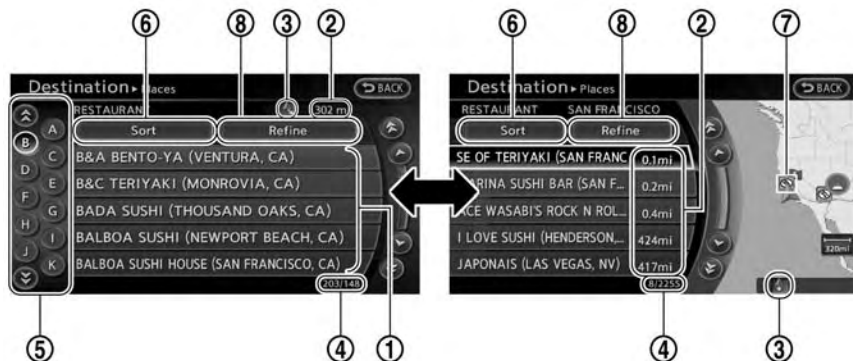 ⑥ ⑧ ③ ②
Destination ▸ Places
BACK
RESTAURANT
302 mi
Sort
Refine
B&A BENTO-YA (VENTURA, CA)
B&C TERIYAKI (MONROVIA, CA)
BADA SUSHI (THOUSAND OAKS, CA)
BALBOA SUSHI (NEWPORT BEACH, CA)
BALBOA SUSHI HOUSE (SAN FRANCISCO, CA)
A
B
C
D
E
F
G
H
I
J
K
203/148
⑤ ④ ①
⑥ ⑧ ② ⑦
Destination ▸ Places
BACK
RESTAURANT SAN FRANCISCO
Sort
Refine
SE OF TERIYAKI (SAN FRANC 0.1mi
ARINA SUSHI BAR (SAN F... 0.2mi
ACE WASABI'S ROCK N ROL... 0.4mi
I LOVE SUSHI (HENDERSON,... 424mi
JAPONAIS (LAS VEGAS, NV) 417mi
8/2255
320mi
④ ③